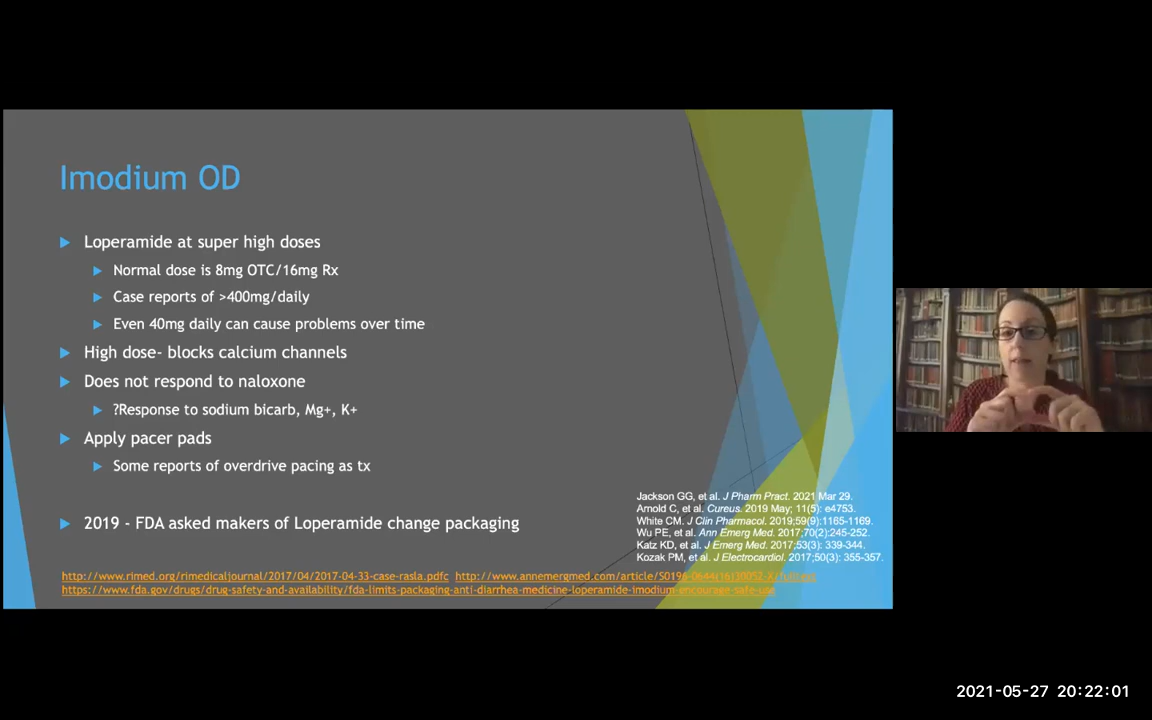 Imodium OD
Loperamide at super high doses
Normal dose is 8mg OTC/16mg Rx
Case reports of >400mg/daily
Even 40mg daily can cause problems over time
High dose- blocks calcium channels
Does not respond to naloxone
?Response to sodium bicarb, Mg+, K+
Apply pacer pads
Some reports of overdrive pacing as tx
2019 - FDA asked makers of Loperamide change packaging
Jackson GG, et al. J Pharm Pract. 2021 Mar 29.
Arnold C, et al. Cureus. 2019 May; 11(5): e4753.
White CM. J Clin Pharmacol. 2019;59(9):1165-1169.
Wu PE, et al. Ann Emerg Med. 2017;70(2):245-252.
Katz KD, et al. J Emerg Med. 2017;53(3): 339-344.
Kozak PM, et al. J Electrocardiol. 2017;50(3): 355-357.
http://www.rimed.org/rimedicaljournal/2017/04/2017-04-33-case-rasla.pdfc http://www.annemergmed.com/article/S0196-0644(16)30052-X/fulltext
https://www.fda.gov/drugs/drug-safety-and-availability/fda-limits-packaging-anti-diarrhea-medicine-loperamide-imodium-encourage-safe-use
2021-05-27 20:22:01